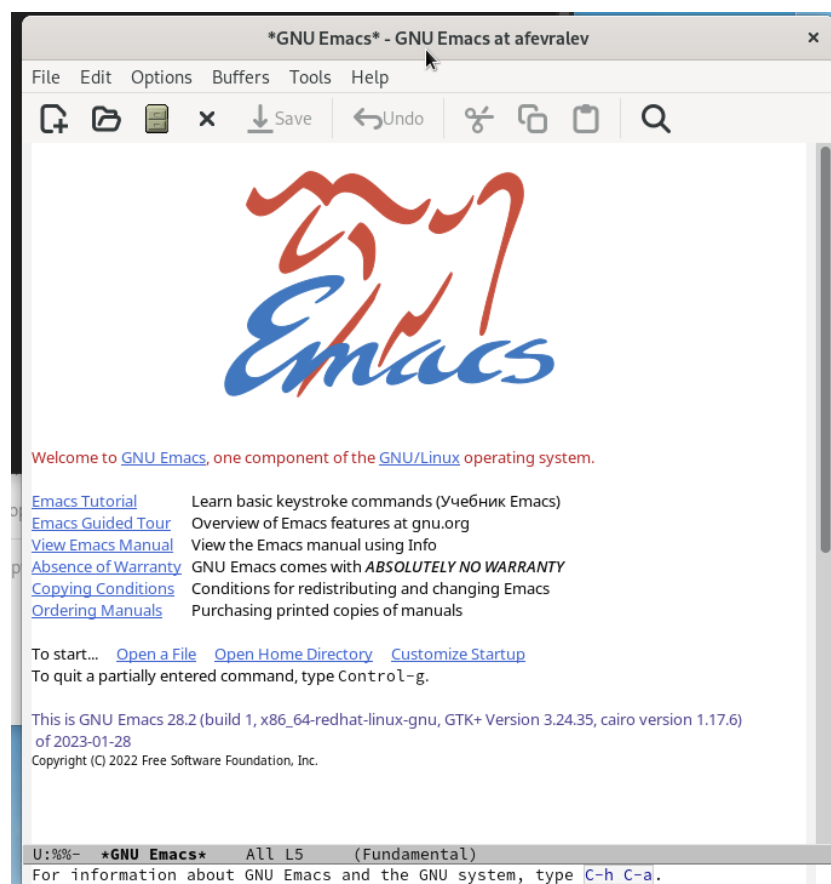 *GNU Emacs* - GNU Emacs at afevralev
File Edit Options Buffers Tools Help
Save Undo
Emacs
Welcome to GNU Emacs, one component of the GNU/Linux operating system.
Emacs Tutorial Learn basic keystroke commands (Учебник Emacs)
Emacs Guided Tour Overview of Emacs features at gnu.org
View Emacs Manual View the Emacs manual using Info
Absence of Warranty GNU Emacs comes with ABSOLUTELY NO WARRANTY
Copying Conditions Conditions for redistributing and changing Emacs
Ordering Manuals Purchasing printed copies of manuals
To start... Open a File Open Home Directory Customize Startup
To quit a partially entered command, type Control-g.
This is GNU Emacs 28.2 (build 1, x86_64-redhat-linux-gnu, GTK+ Version 3.24.35, cairo version 1.17.6)
of 2023-01-28
Copyright (C) 2022 Free Software Foundation, Inc.
U:%%- *GNU Emacs* All L5 (Fundamental)
For information about GNU Emacs and the GNU system, type C-h C-a.